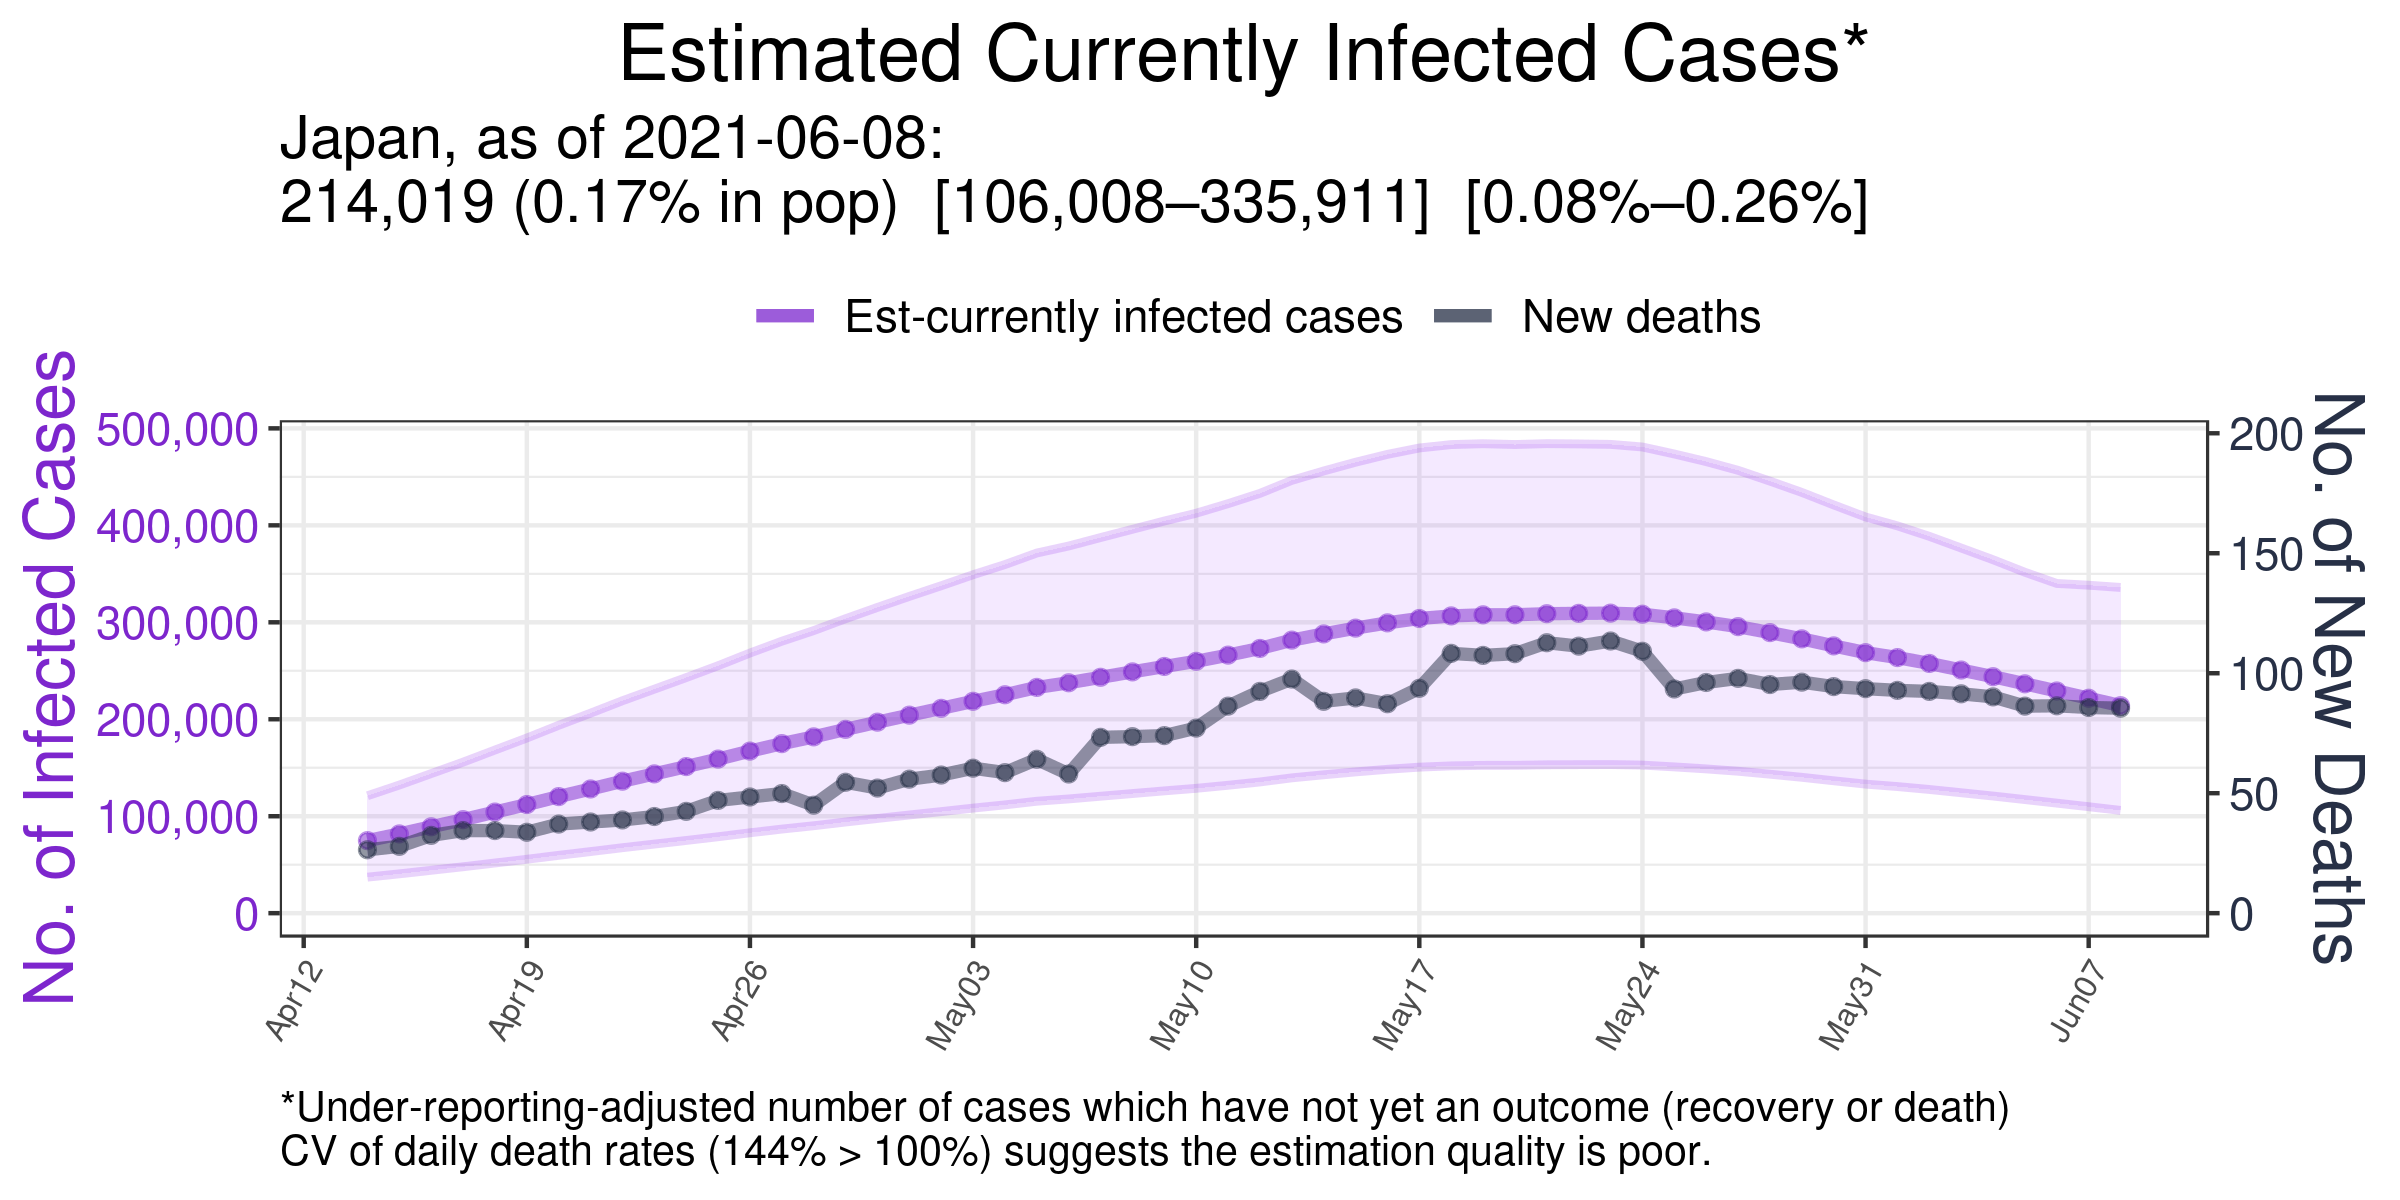 Estimated Currently Infected Cases*
Japan, as of 2021-06-08:
214,019 (0.17% in pop)  [106,008–335,911]  [0.08%–0.26%]
Est-currently infected cases
New deaths
No. of Infected Cases
500,000
400,000
300,000
200,000
100,000
0
200
150
100
50
0
No. of New Deaths
Apr12
Apr19
Apr26
May03
May10
May17
May24
May31
Jun07
*Under-reporting-adjusted number of cases which have not yet an outcome (recovery or death)
CV of daily death rates (144% > 100%) suggests the estimation quality is poor.